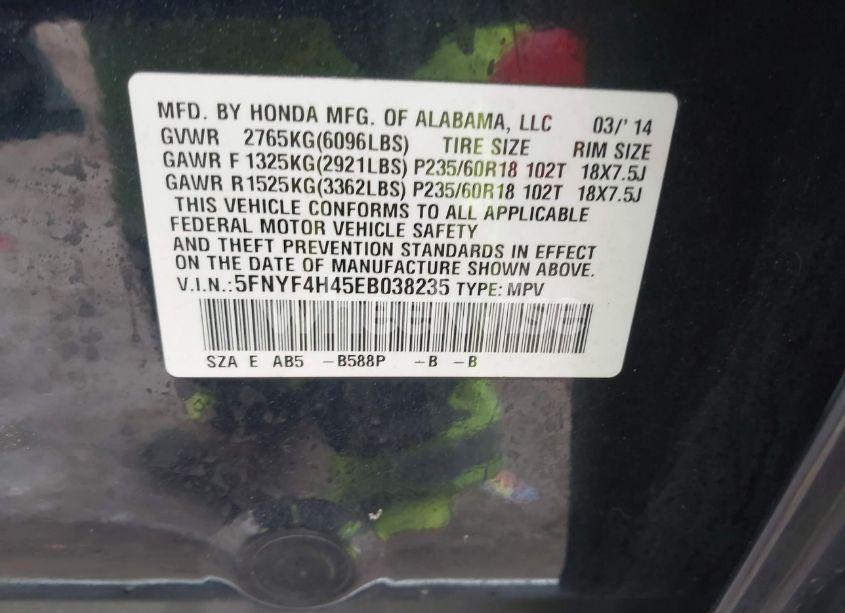 MFD. BY HONDA MFG. OF ALABAMA, LLC 03/' 14
GVWR 2765KG(6096LBS) TIRE SIZE RIM SIZE
GAWR F 1325KG(2921LBS) P235/60R18 102T 18X7.5J
GAWR R1525KG(3362LBS) P235/60R18 102T 18X7.5J
THIS VEHICLE CONFORMS TO ALL APPLICABLE
FEDERAL MOTOR VEHICLE SAFETY
AND THEFT PREVENTION STANDARDS IN EFFECT
ON THE DATE OF MANUFACTURE SHOWN ABOVE.
V.I.N.:5FNYF4H45EB038235 TYPE: MPV
SZA E AB5 -B588P -B -B